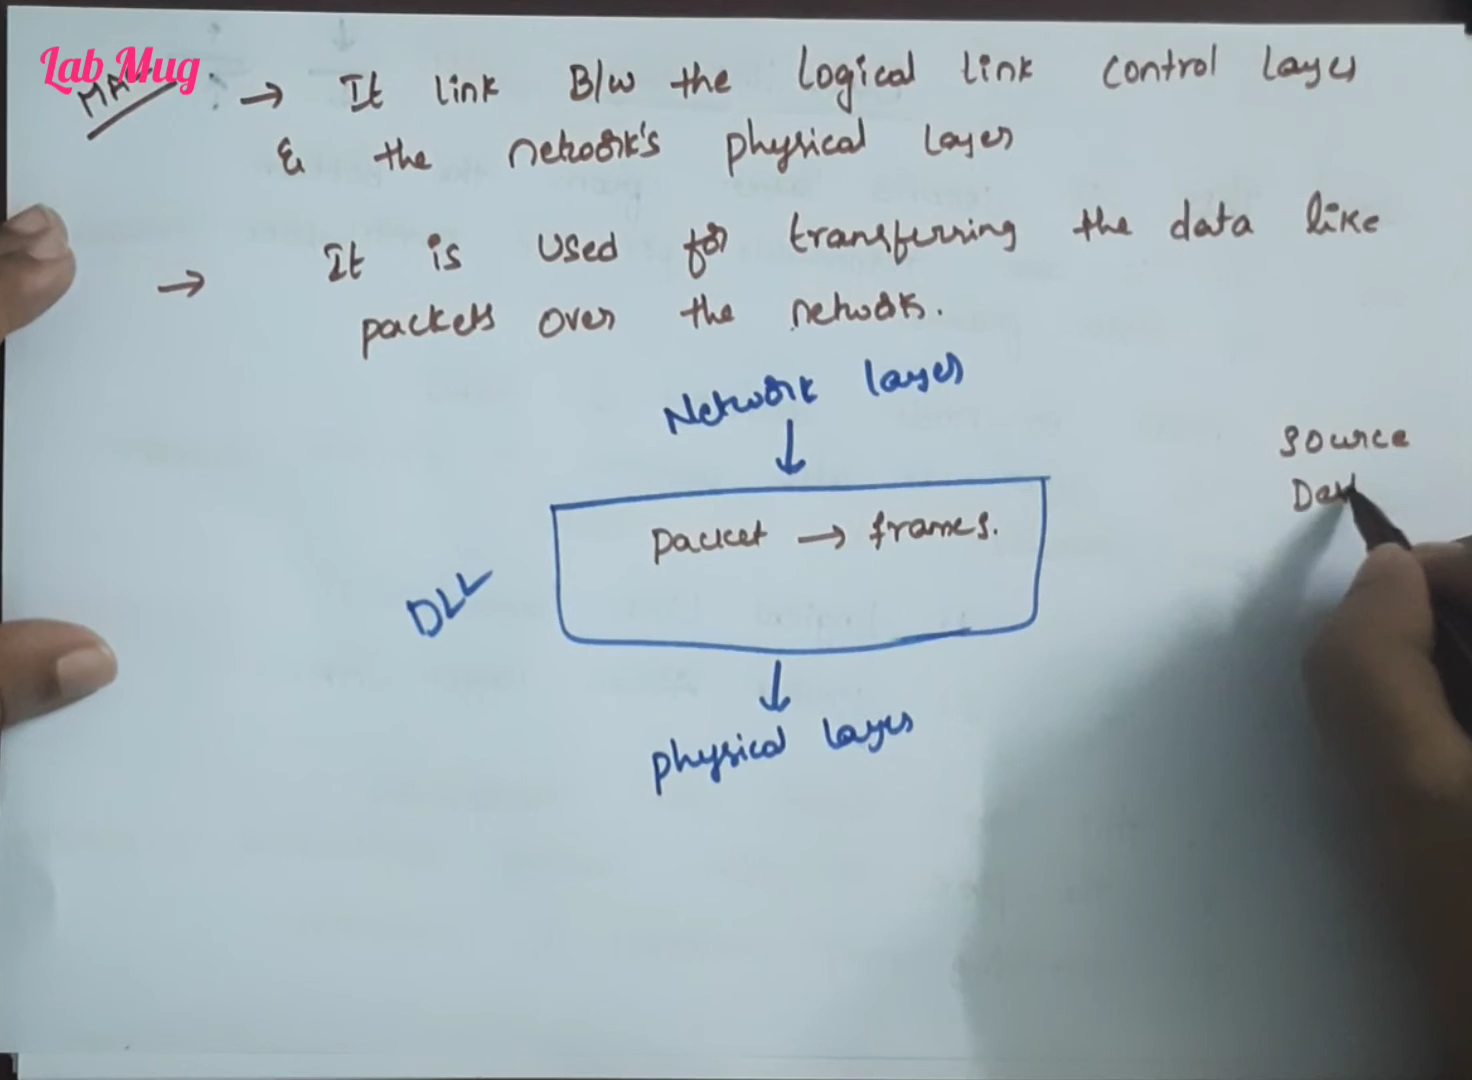 Lab Mug
MAC : → It link B/w the Logical link control layer
& the network's physical layer
→ It is used for transferring the data like
packets over the network.
Network layer
Source
packet → frames.
DLL
physical layer